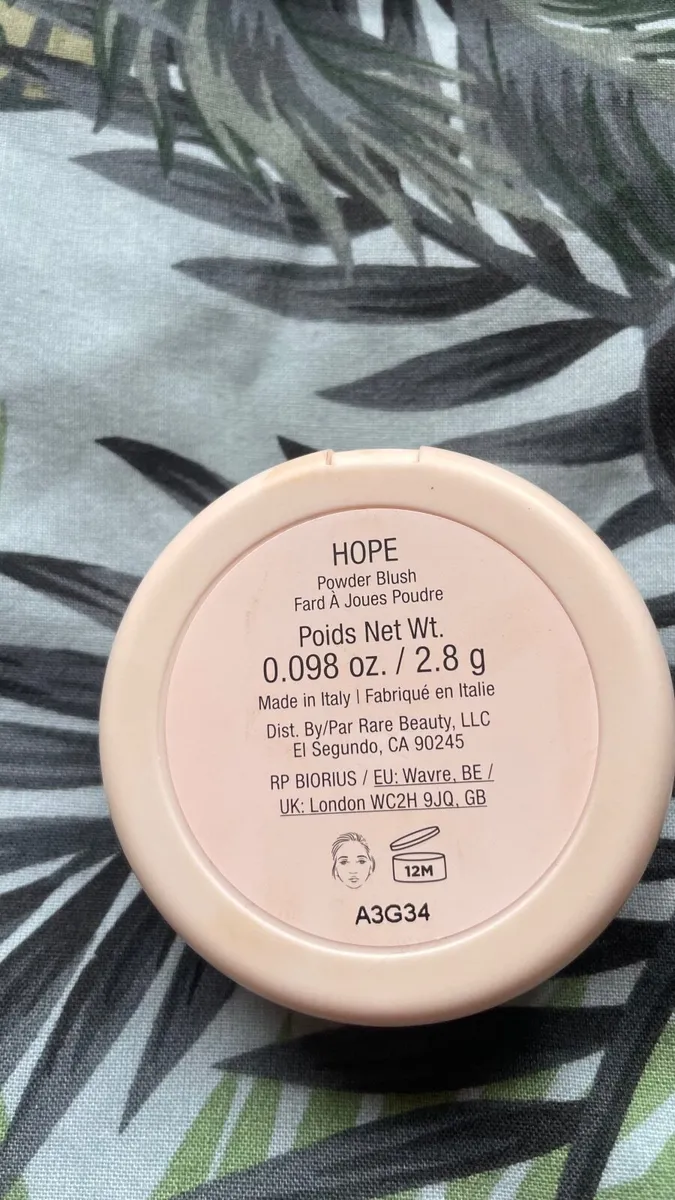 HOPE
Powder Blush
Fard À Joues Poudre
Poids Net Wt.
0.098 oz. / 2.8 g
Made in Italy | Fabriqué en Italie
Dist. By/Par Rare Beauty, LLC
El Segundo, CA 90245
RP BIORIUS / EU: Wavre, BE /
UK: London WC2H 9JQ, GB
12M
A3G34